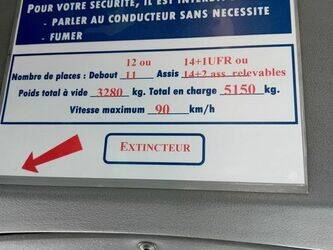 POUR VOTRE SÉCURITÉ, IL EST INTERDIT
- PARLER AU CONDUCTEUR SANS NECESSITE
- FUMER
12 ou 14+1UFR ou
Nombre de places : Debout 11 Assis 14+2 ass. relevables
Poids total à vide 3280 kg. Total en charge 5150 kg.
Vitesse maximum 90 km/h
EXTINCTEUR